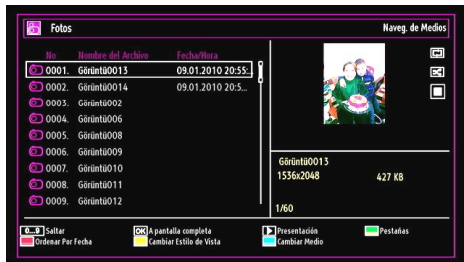 Fotos Naveg. de Medios
No Nombre del Archivo Fecha/Hora
0001. Görüntü0013 09.01.2010 20:55:..
0002. Görüntü0014 09.01.2010 20:5...
0003. Görüntü002
0004. Görüntü006
0005. Görüntü008
0006. Görüntü009
0007. Görüntü010
0008. Görüntü011
0009. Görüntü012
Görüntü0013
1536x2048 427 KB
1/60
0...9 Saltar OK A pantalla completa Presentación Pestañas
Ordenar Por Fecha Cambiar Estilo de Vista Cambiar Medio